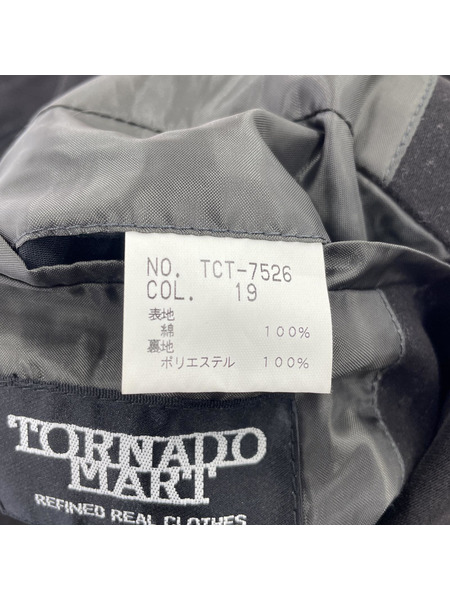 NO. TCT-7526
COL. 19
表地
綿 100%
裏地
ポリエステル 100%
TORNADO
MART
REFINED REAL CLOTHES